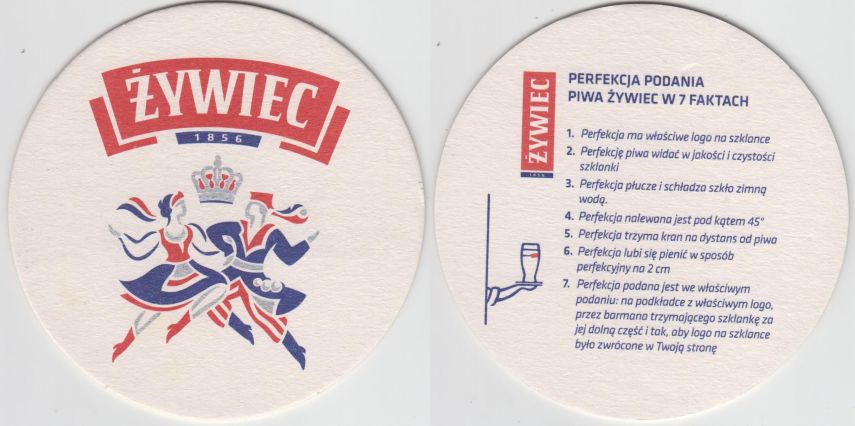 ŻYWIEC
1856
ŻYWIEC
1856
PERFEKCJA PODANIA
PIWA ŻYWIEC W 7 FAKTACH
1. Perfekcja ma właściwe logo na szklance
2. Perfekcję piwa widać w jakości i czystości
szklanki
3. Perfekcja płucze i schładza szkło zimną
wodą.
4. Perfekcja nalewana jest pod kątem 45°
5. Perfekcja trzyma kran na dystans od piwa
6. Perfekcja lubi się pienić w sposób
perfekcyjny na 2 cm
7. Perfekcja podana jest we właściwym
podaniu: na podkładce z właściwym logo,
przez barmana trzymającego szklankę za
jej dolną część i tak, aby logo na szklance
było zwrócone w Twoją stronę